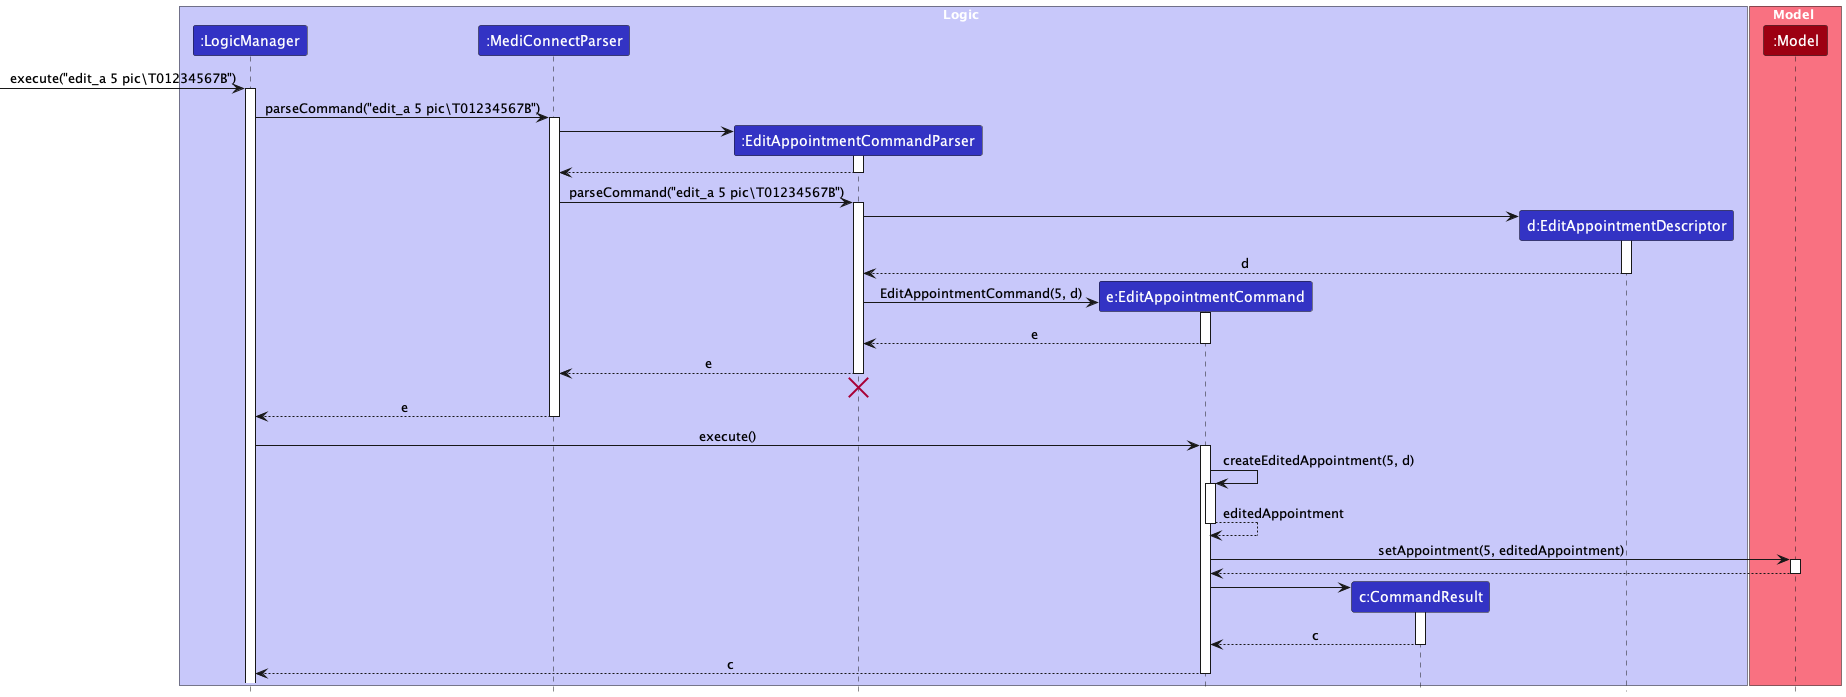 Logic
Model
:LogicManager
:MediConnectParser
:Model
execute("edit_a 5 pic\T01234567B")
parseCommand("edit_a 5 pic\T01234567B")
:EditAppointmentCommandParser
parseCommand("edit_a 5 pic\T01234567B")
d:EditAppointmentDescriptor
d
EditAppointmentCommand(5, d)
e:EditAppointmentCommand
e
e
e
execute()
createEditedAppointment(5, d)
editedAppointment
setAppointment(5, editedAppointment)
c:CommandResult
c
c